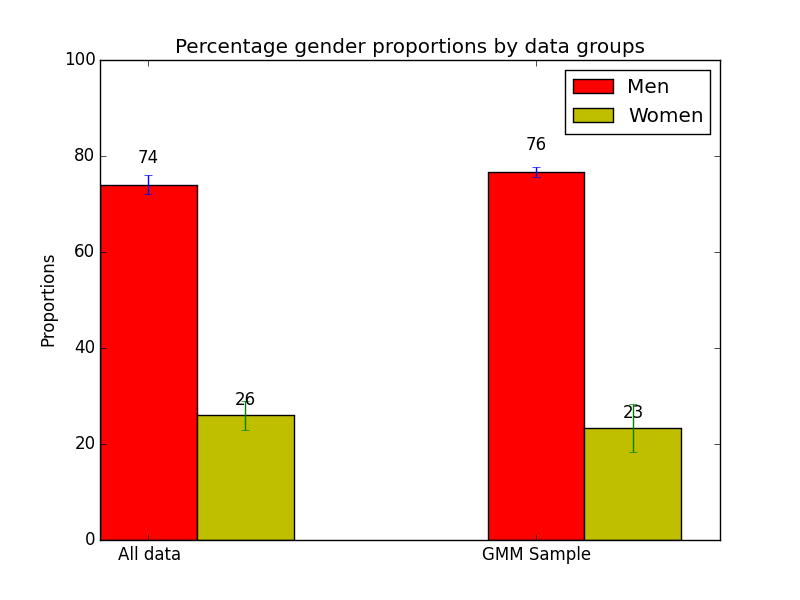 Percentage gender proportions by data groups
100
80
60
40
20
0
Proportions
Men
Women
74
26
76
23
All data
GMM Sample